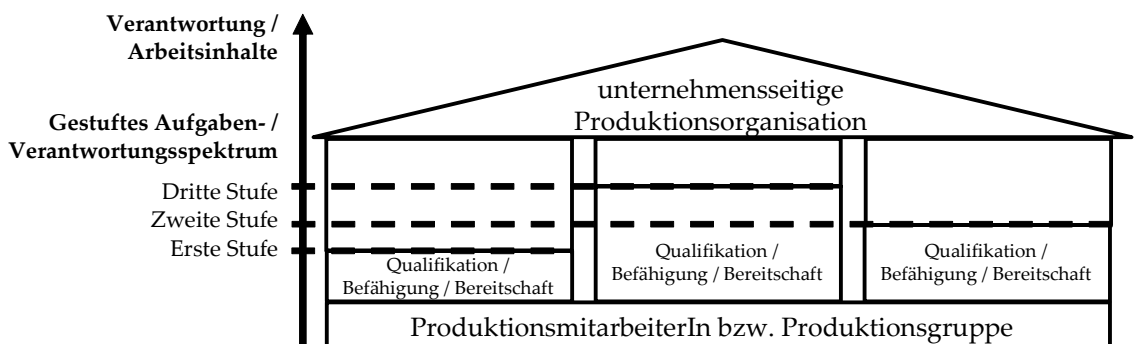 Verantwortung /
Arbeitsinhalte
unternehmensseitige
Produktionsorganisation
Gestuftes Aufgaben- /
Verantwortungsspektrum
Dritte Stufe
Zweite Stufe
Erste Stufe
Qualifikation /
Befähigung / Bereitschaft
Qualifikation /
Befähigung / Bereitschaft
Qualifikation /
Befähigung / Bereitschaft
ProduktionsmitarbeiterIn bzw. Produktionsgruppe